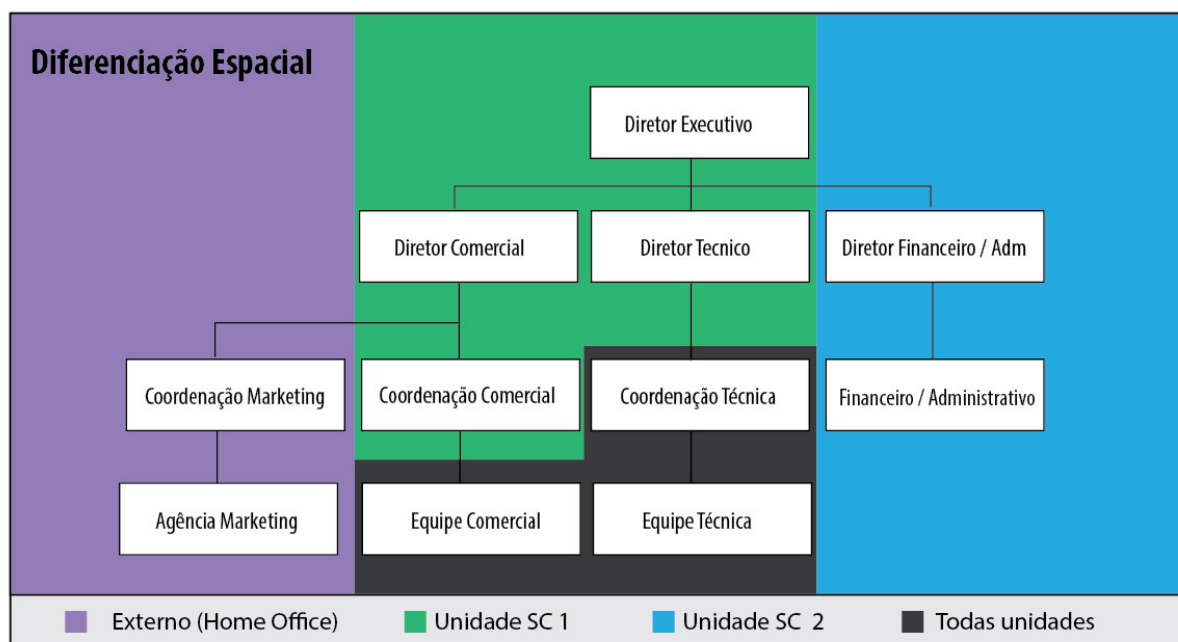 Diferenciação Espacial
Diretor Executivo
Diretor Comercial
Diretor Tecnico
Diretor Financeiro / Adm
Coordenação Marketing
Coordenação Comercial
Coordenação Técnica
Financeiro / Administrativo
Agência Marketing
Equipe Comercial
Equipe Técnica
Externo (Home Office)
Unidade SC 1
Unidade SC 2
Todas unidades